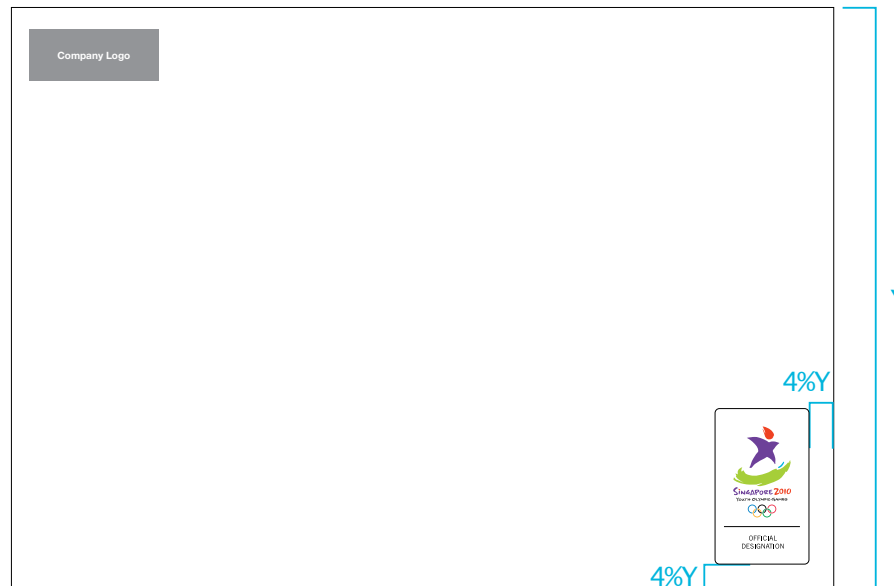 Company Logo
4%Y
SINGAPORE 2010
YOUTH OLYMPIC GAMES
OFFICIAL
DESIGNATION
4%Y